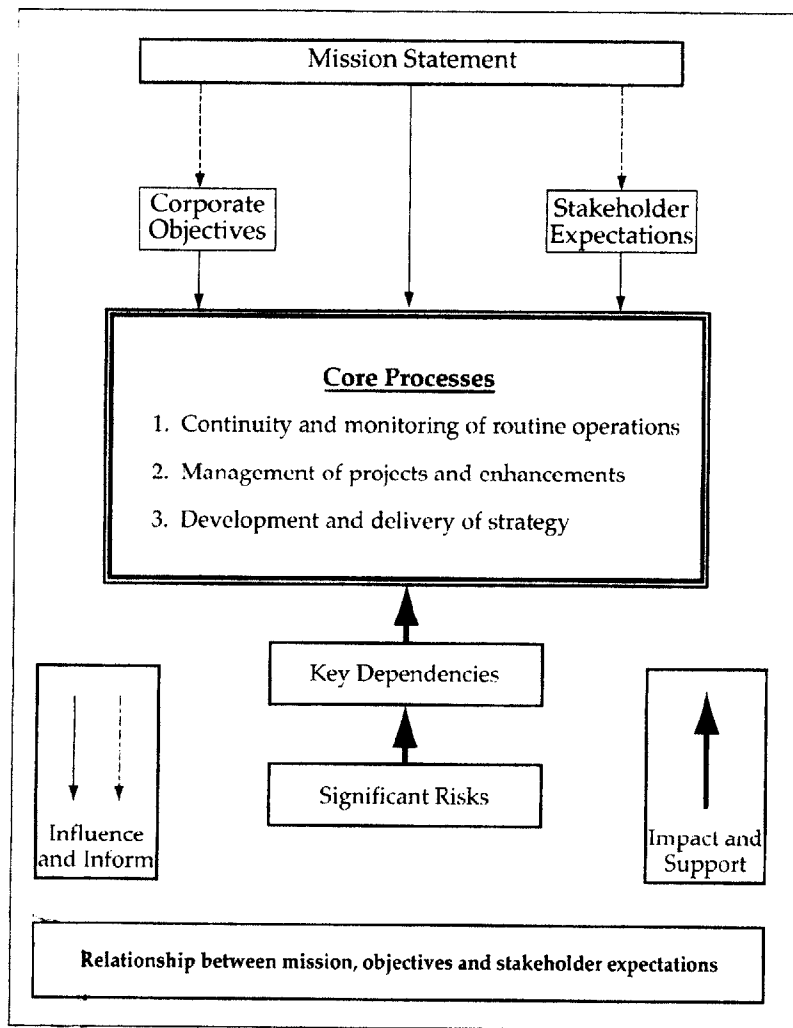 Mission Statement
Corporate
Objectives
Stakeholder
Expectations
Core Processes
1. Continuity and monitoring of routine operations
2. Management of projects and enhancements
3. Development and delivery of strategy
Key Dependencies
Significant Risks
Influence
and Inform
Impact and
Support
Relationship between mission, objectives and stakeholder expectations